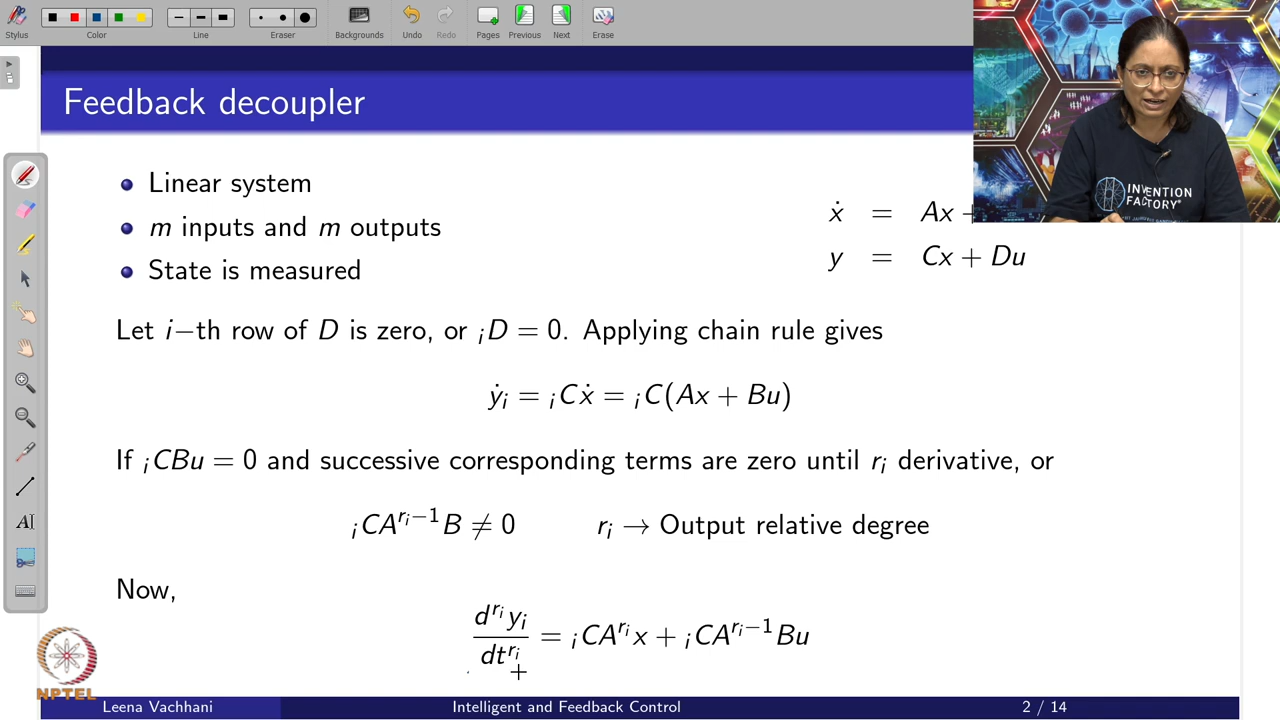 Stylus
Color
Line
Eraser
Backgrounds
Undo
Redo
Pages
Previous
Next
Erase
Feedback decoupler
INVENTION
FACTORY
• Linear system
• m inputs and m outputs
• State is measured
ẋ = Ax +
y = Cx + Du
Let i−th row of D is zero, or ᵢD = 0. Applying chain rule gives
ẏᵢ = ᵢCẋ = ᵢC(Ax + Bu)
If ᵢCBu = 0 and successive corresponding terms are zero until rᵢ derivative, or
ᵢCA^{rᵢ−1}B ≠ 0 rᵢ → Output relative degree
Now,
d^{rᵢ}yᵢ / dt^{rᵢ} = ᵢCA^{rᵢ}x + ᵢCA^{rᵢ−1}Bu
NPTEL
Leena Vachhani Intelligent and Feedback Control 2 / 14